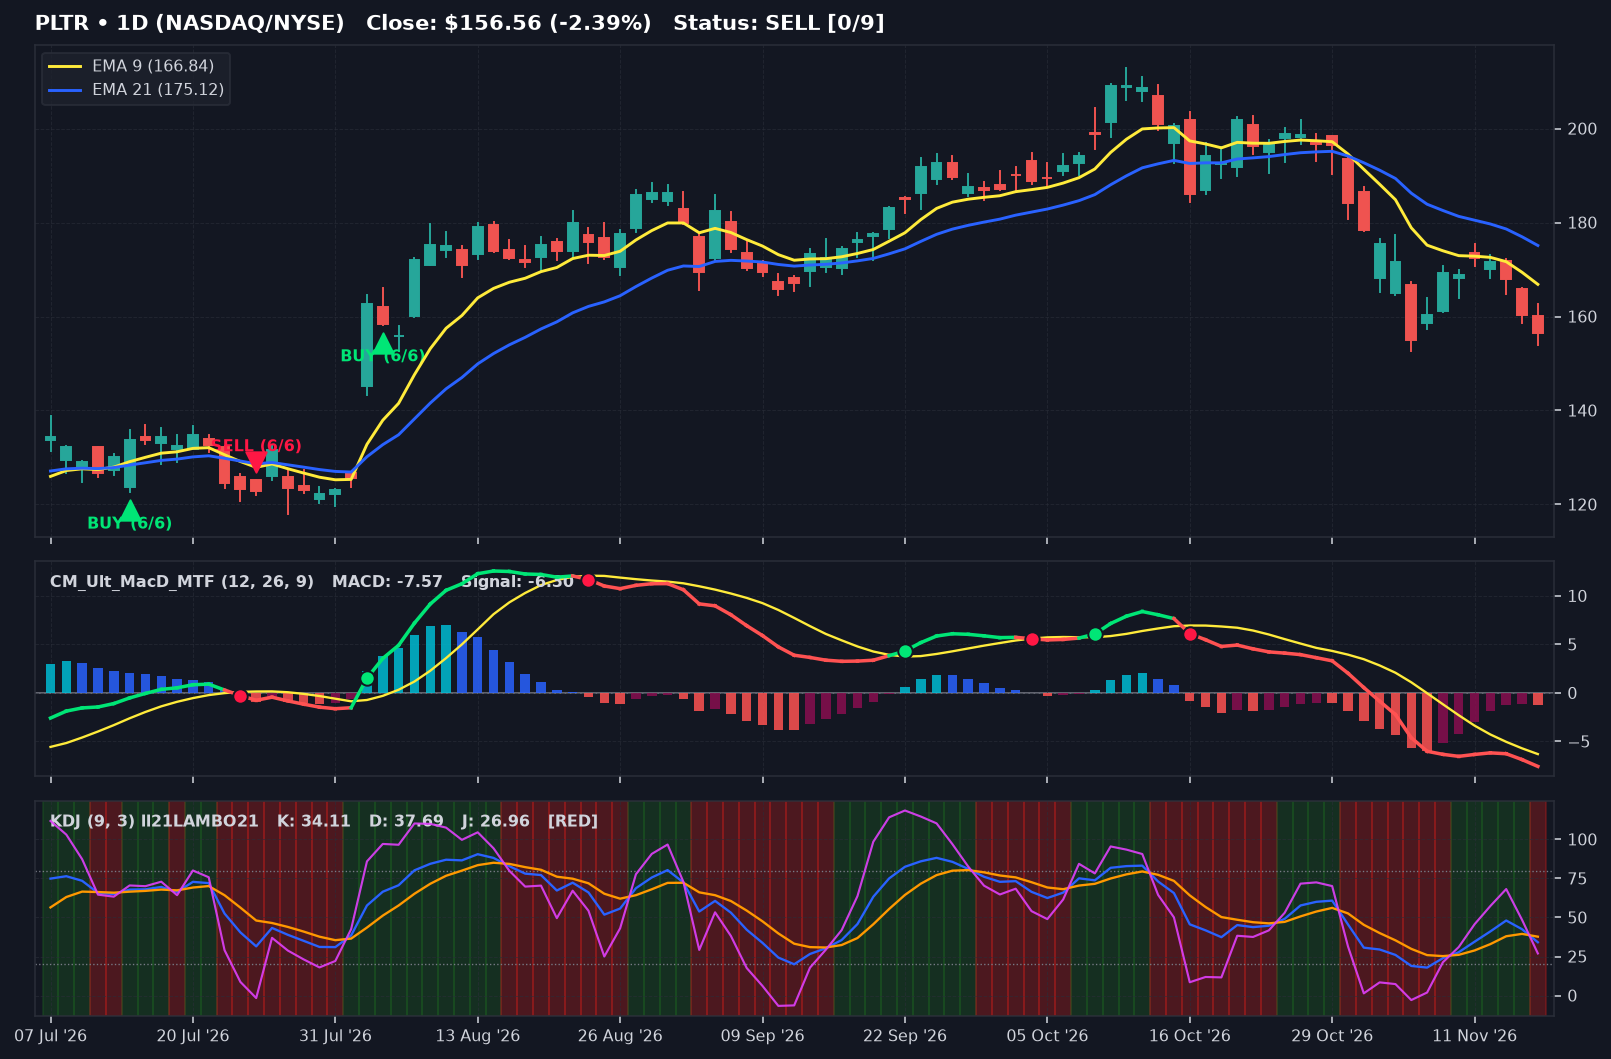 PLTR • 1D (NASDAQ/NYSE)   Close: $156.56 (-2.39%)   Status: SELL [0/9]
EMA 9 (166.84)
EMA 21 (175.12)
200
180
160
140
120
BUY (6/6)
SELL (6/6)
BUY (6/6)
CM_Ult_MacD_MTF (12, 26, 9)   MACD: -7.57   Signal: -6.30
10
5
0
−5
KDJ (9, 3) II21LAMBO21   K: 34.11   D: 37.69   J: 26.96   [RED]
100
75
50
25
0
07 Jul '26   20 Jul '26   31 Jul '26   13 Aug '26   26 Aug '26   09 Sep '26   22 Sep '26   05 Oct '26   16 Oct '26   29 Oct '26   11 Nov '26